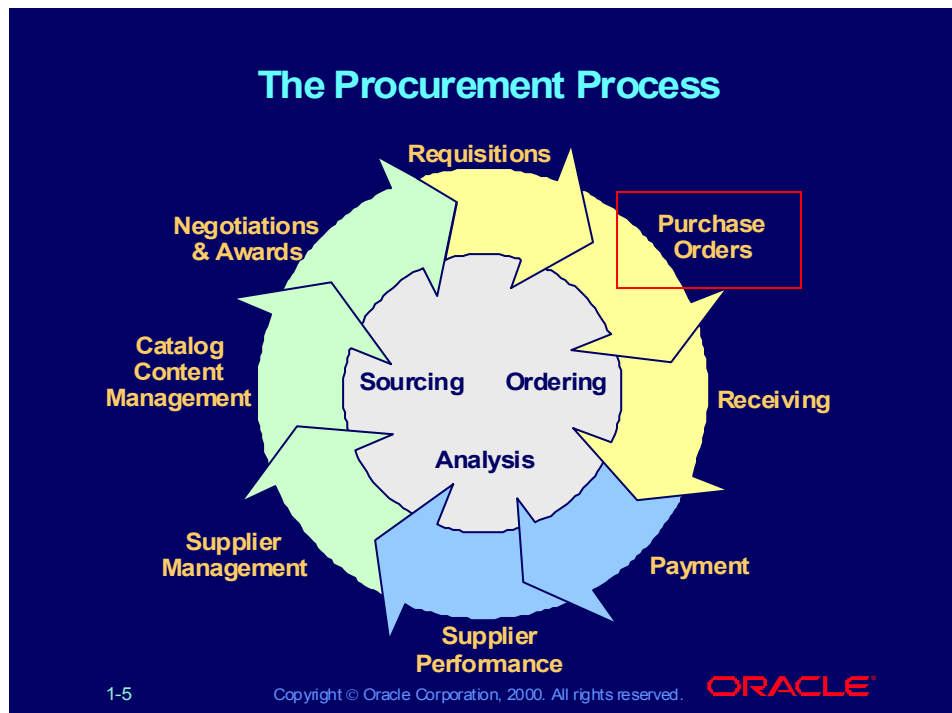 The Procurement Process
Requisitions
Purchase
Orders
Negotiations
& Awards
Catalog
Content
Management
Sourcing
Ordering
Receiving
Analysis
Supplier
Management
Payment
Supplier
Performance
1-5
Copyright © Oracle Corporation, 2000. All rights reserved.
ORACLE®